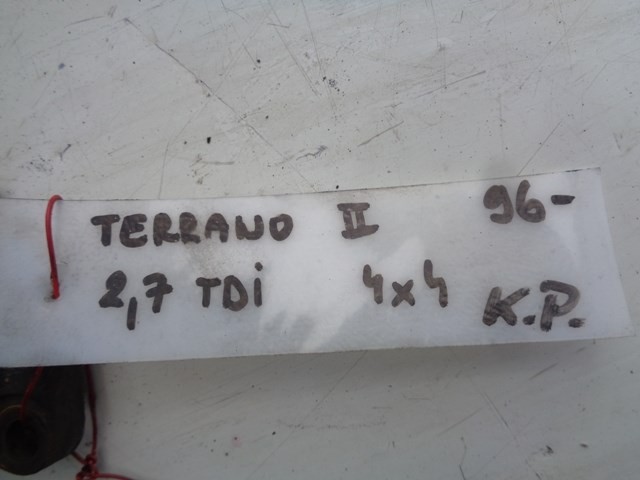 TERRANO II 96-
2,7 TDi 4x4 K.P.